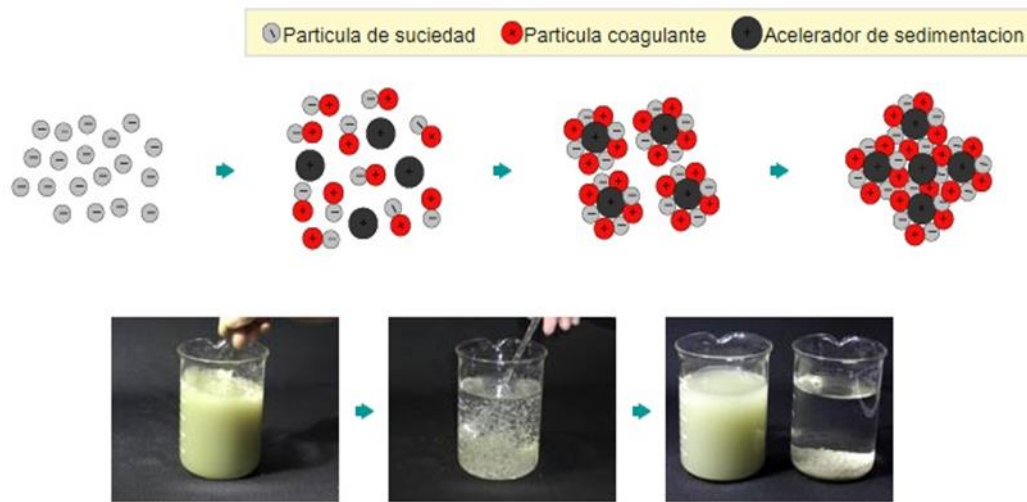 Particula de suciedad
Particula coagulante
Acelerador de sedimentacion